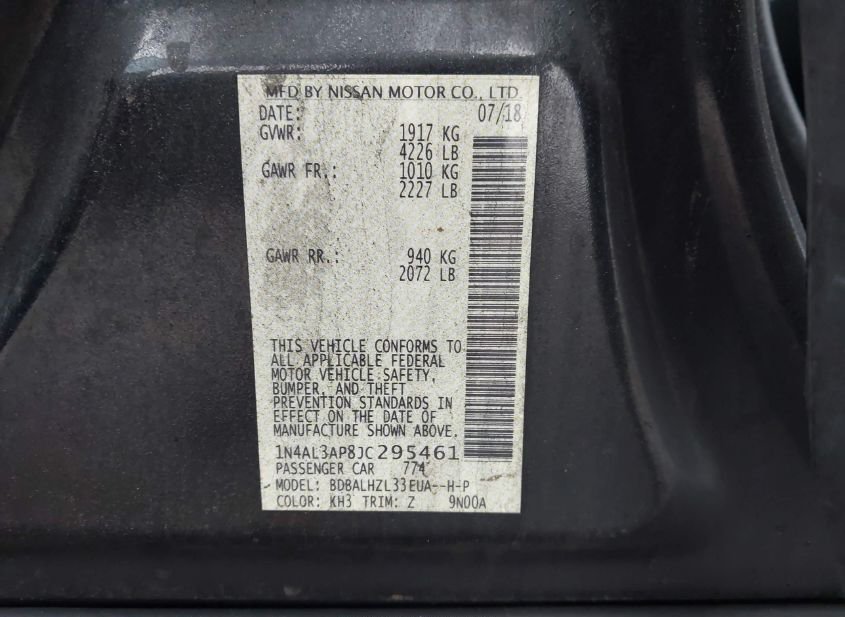 MFD BY NISSAN MOTOR CO., LTD.
DATE: 07/18
GVWR: 1917 KG
4226 LB
GAWR FR.: 1010 KG
2227 LB
GAWR RR.: 940 KG
2072 LB
THIS VEHICLE CONFORMS TO
ALL APPLICABLE FEDERAL
MOTOR VEHICLE SAFETY,
BUMPER, AND THEFT
PREVENTION STANDARDS IN
EFFECT ON THE DATE OF
MANUFACTURE SHOWN ABOVE.
1N4AL3AP8JC295461
PASSENGER CAR 774
MODEL: BDBALHZL33EUA--H-P
COLOR: KH3 TRIM: Z 9N00A